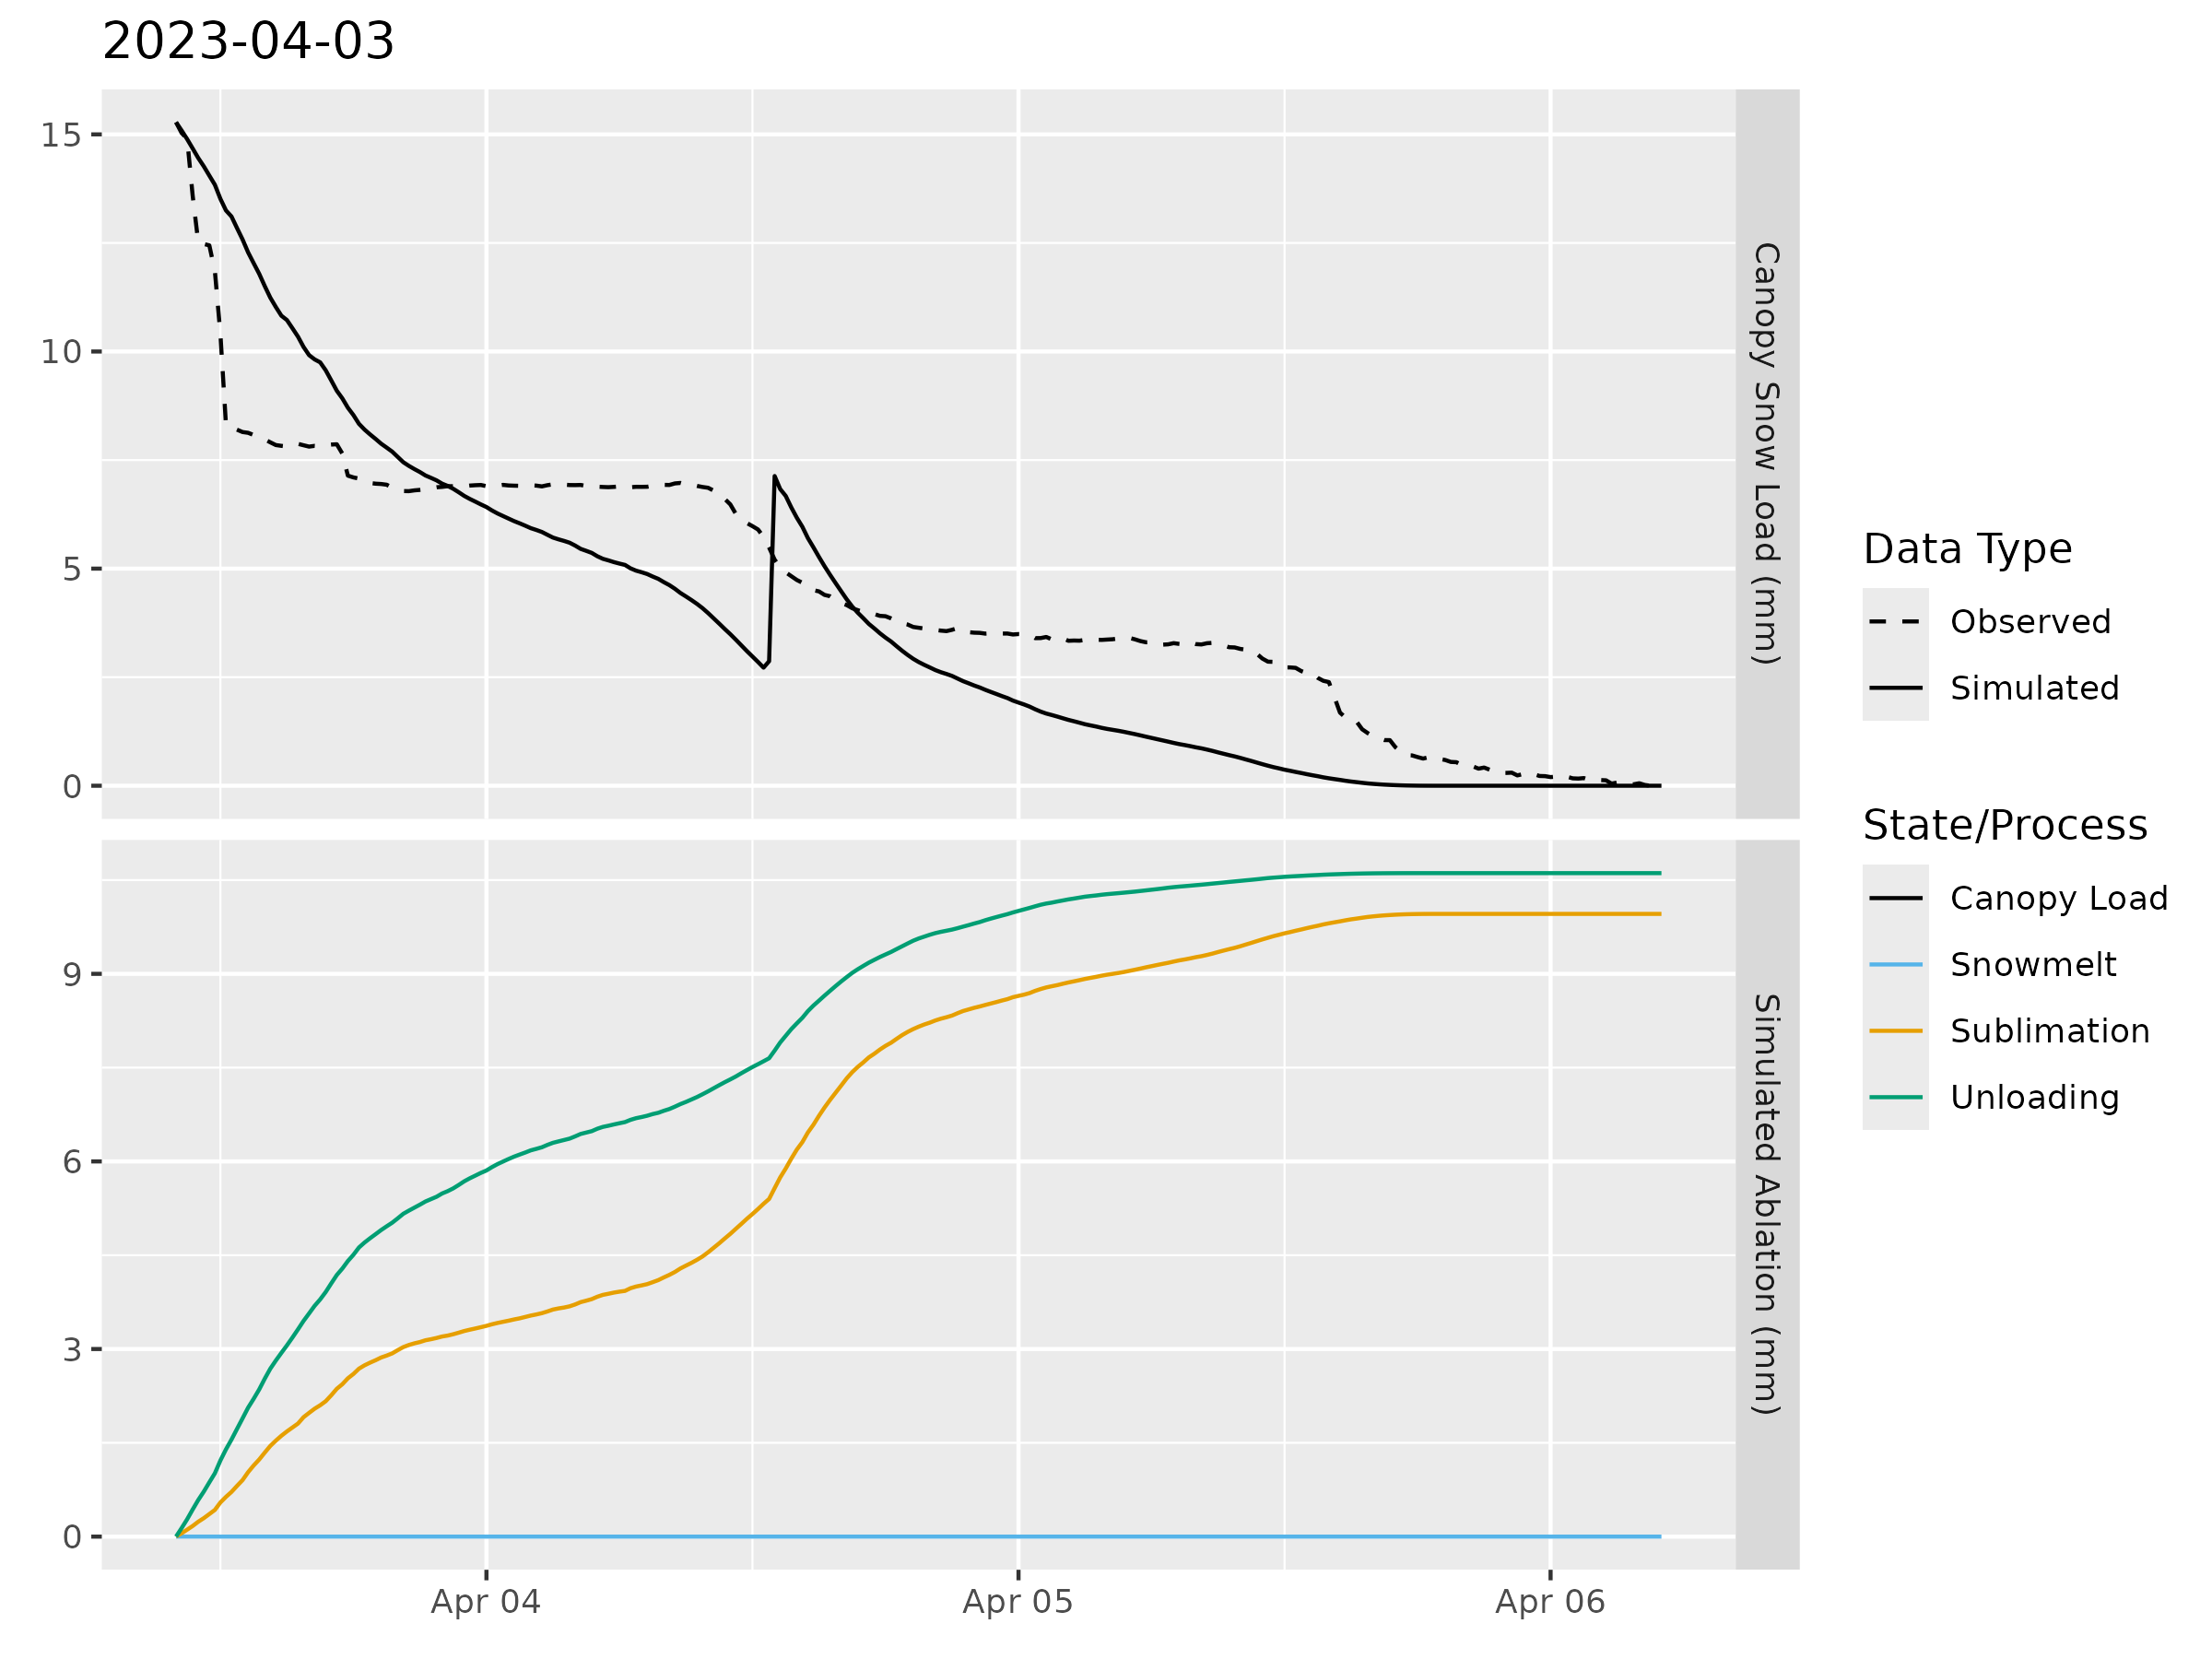 2023-04-03
15
10
5
0
Canopy Snow Load (mm)
9
6
3
0
Simulated Ablation (mm)
Apr 04
Apr 05
Apr 06
Data Type
Observed
Simulated
State/Process
Canopy Load
Snowmelt
Sublimation
Unloading